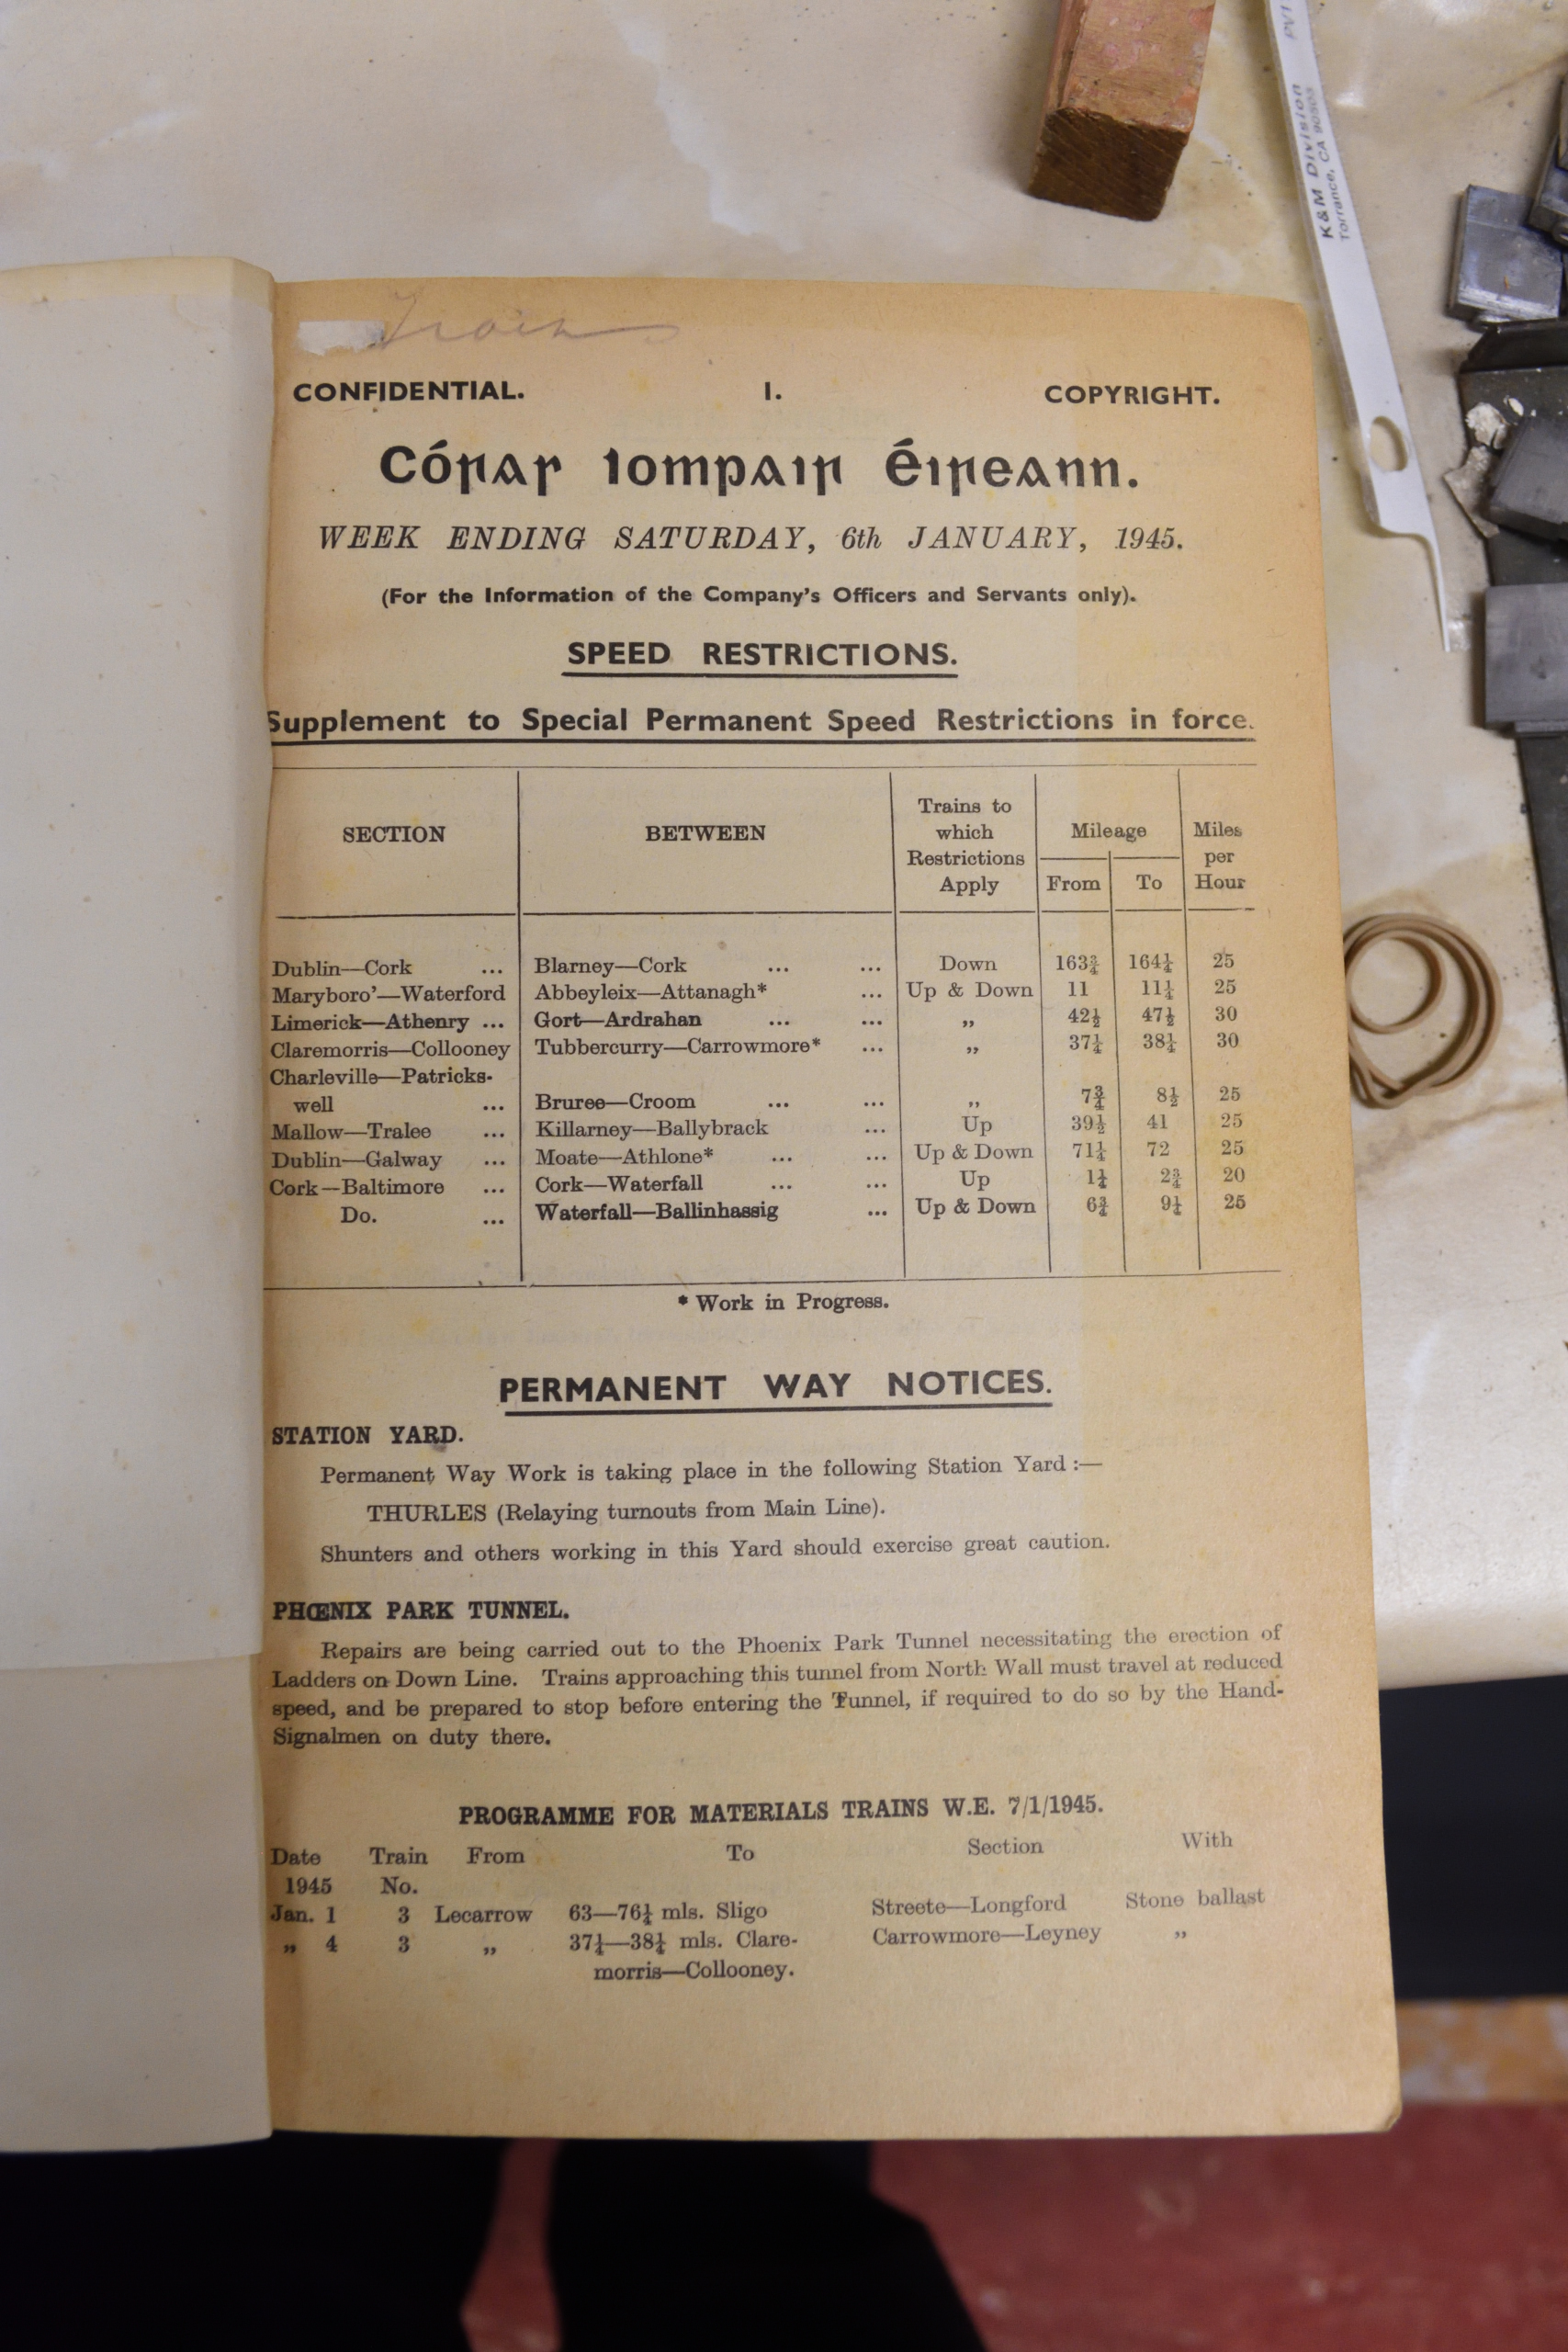 K&M Division
Torrance, CA 90503
Train
CONFIDENTIAL. I. COPYRIGHT.
Córas Iompair Éireann.
WEEK ENDING SATURDAY, 6th JANUARY, 1945.
(For the Information of the Company's Officers and Servants only).
SPEED RESTRICTIONS.
Supplement to Special Permanent Speed Restrictions in force.
SECTION BETWEEN Trains to which Restrictions Apply Mileage From To Miles per Hour
Dublin—Cork ... Blarney—Cork ... ... Down 163¾ 164¼ 25
Maryboro'—Waterford Abbeyleix—Attanagh* ... Up & Down 11 11¼ 25
Limerick—Athenry ... Gort—Ardrahan ... ... ,, 42½ 47½ 30
Claremorris—Collooney Tubbercurry—Carrowmore* ... ,, 37¼ 38¼ 30
Charleville—Patricks-
well ... Bruree—Croom ... ... ,, 7¾ 8½ 25
Mallow—Tralee ... Killarney—Ballybrack ... Up 39½ 41 25
Dublin—Galway ... Moate—Athlone* ... ... Up & Down 71¼ 72 25
Cork—Baltimore ... Cork—Waterfall ... ... Up 1¼ 2¾ 20
Do. ... Waterfall—Ballinhassig ... Up & Down 6¾ 9¼ 25
* Work in Progress.
PERMANENT WAY NOTICES.
STATION YARD.
Permanent Way Work is taking place in the following Station Yard :—
THURLES (Relaying turnouts from Main Line).
Shunters and others working in this Yard should exercise great caution.
PHŒNIX PARK TUNNEL.
Repairs are being carried out to the Phoenix Park Tunnel necessitating the erection of
Ladders on Down Line. Trains approaching this tunnel from North Wall must travel at reduced
speed, and be prepared to stop before entering the Tunnel, if required to do so by the Hand-
Signalmen on duty there.
PROGRAMME FOR MATERIALS TRAINS W.E. 7/1/1945.
Date Train From To Section With
1945 No.
Jan. 1 3 Lecarrow 63—76¼ mls. Sligo Streete—Longford Stone ballast
,, 4 3 ,, 37¼—38¼ mls. Clare- Carrowmore—Leyney ,,
morris—Collooney.